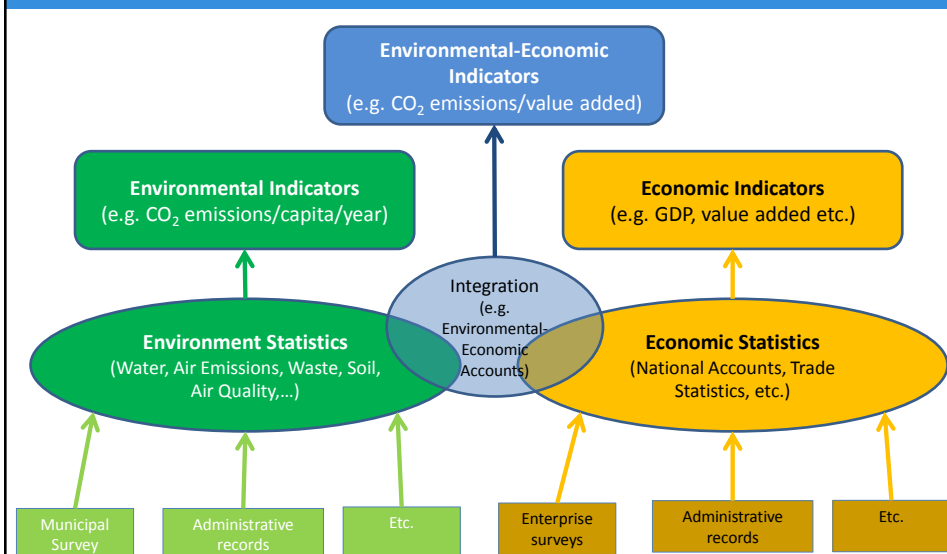 Environmental-Economic
Indicators
(e.g. CO₂ emissions/value added)
Environmental Indicators
(e.g. CO₂ emissions/capita/year)
Economic Indicators
(e.g. GDP, value added etc.)
Integration
(e.g.
Environmental-
Economic
Accounts)
Environment Statistics
(Water, Air Emissions, Waste, Soil,
Air Quality,...)
Economic Statistics
(National Accounts, Trade
Statistics, etc.)
Municipal
Survey
Administrative
records
Etc.
Enterprise
surveys
Administrative
records
Etc.